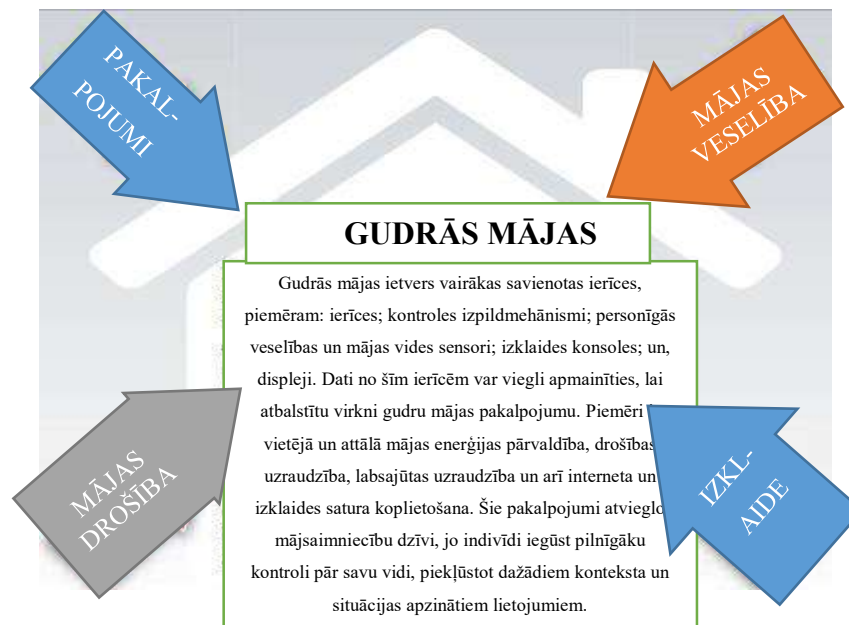 PAKAL-
POJUMI
MĀJAS
VESELĪBA
GUDRĀS MĀJAS
Gudrās mājas ietvers vairākas savienotas ierīces,
piemēram: ierīces; kontroles izpildmehānismi; personīgās
veselības un mājas vides sensori; izklaides konsoles; un,
displeji. Dati no šīm ierīcēm var viegli apmainīties, lai
atbalstītu virkni gudru mājas pakalpojumu. Piemēri
vietējā un attālā mājas enerģijas pārvaldība, drošības
uzraudzība, labsajūtas uzraudzība un arī interneta un
izklaides satura koplietošana. Šie pakalpojumi atvieglo
mājsaimniecību dzīvi, jo indivīdi iegūst pilnīgāku
kontroli pār savu vidi, piekļūstot dažādiem konteksta un
situācijas apzinātiem lietojumiem.
MĀJAS
DROŠĪBA
IZKL-
AIDE